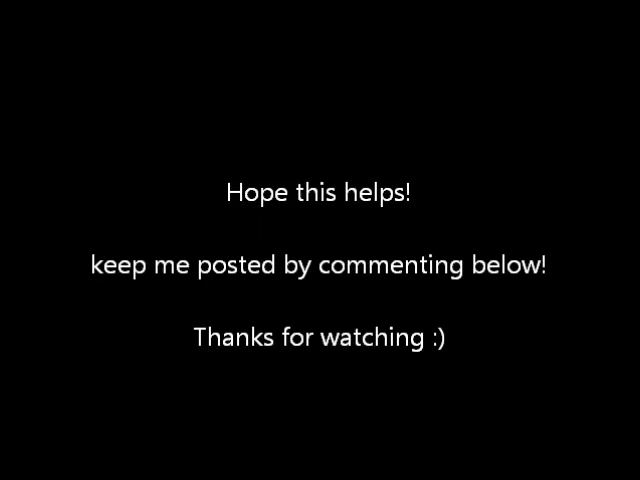 Hope this helps!
keep me posted by commenting below!
Thanks for watching :)